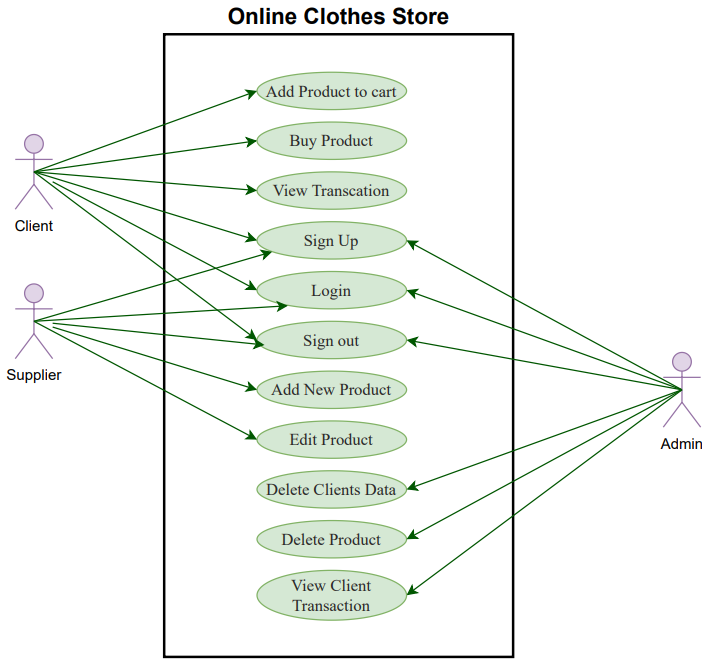 Online Clothes Store
Add Product to cart
Buy Product
View Transcation
Client
Sign Up
Login
Supplier
Sign out
Add New Product
Edit Product
Admin
Delete Clients Data
Delete Product
View Client
Transaction